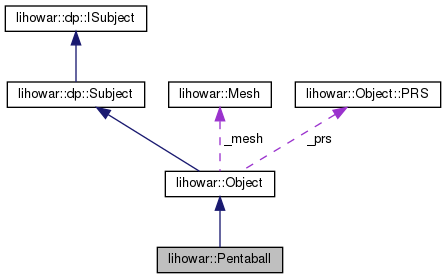 lihowar::dp::ISubject
lihowar::dp::Subject
lihowar::Mesh
lihowar::Object::PRS
_mesh
_prs
lihowar::Object
lihowar::Pentaball